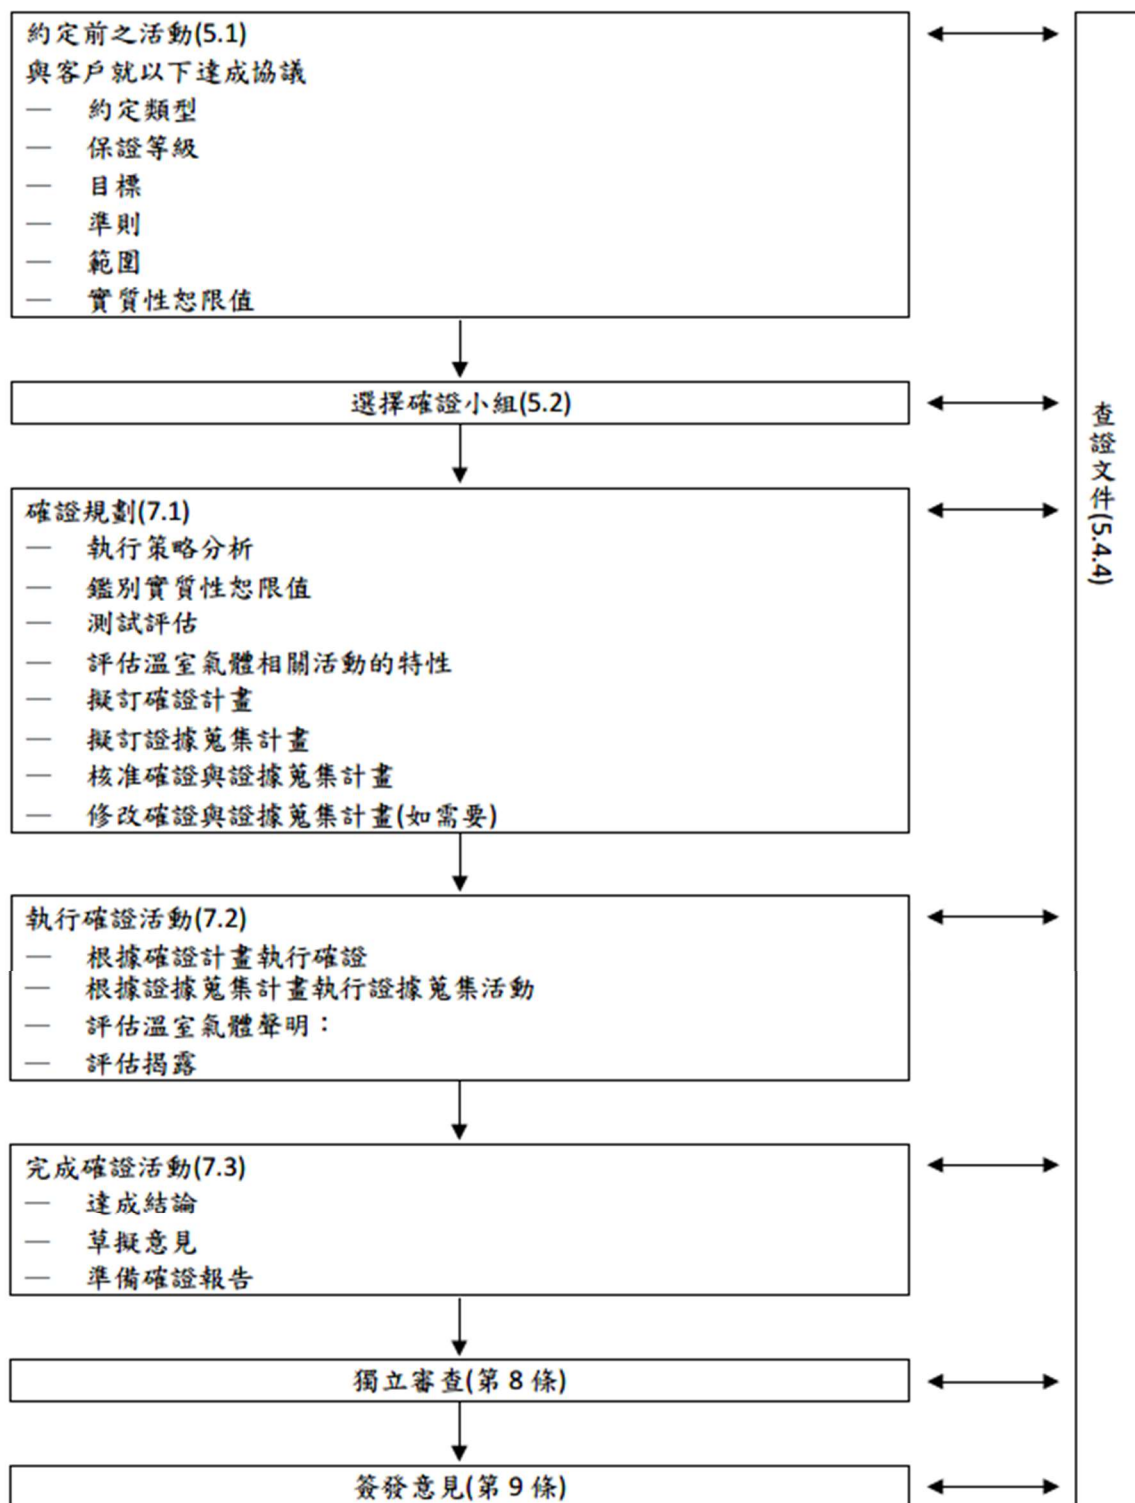 約定前之活動(5.1)
與客戶就以下達成協議
— 約定類型
— 保證等級
— 目標
— 準則
— 範圍
— 實質性恕限值
選擇確證小組(5.2)
確證規劃(7.1)
— 執行策略分析
— 鑑別實質性恕限值
— 測試評估
— 評估溫室氣體相關活動的特性
— 擬訂確證計畫
— 擬訂證據蒐集計畫
— 核准確證與證據蒐集計畫
— 修改確證與證據蒐集計畫(如需要)
執行確證活動(7.2)
— 根據確證計畫執行確證
— 根據證據蒐集計畫執行證據蒐集活動
— 評估溫室氣體聲明：
— 評估揭露
完成確證活動(7.3)
— 達成結論
— 草擬意見
— 準備確證報告
獨立審查(第 8 條)
簽發意見(第 9 條)
查證文件(5.4.4)